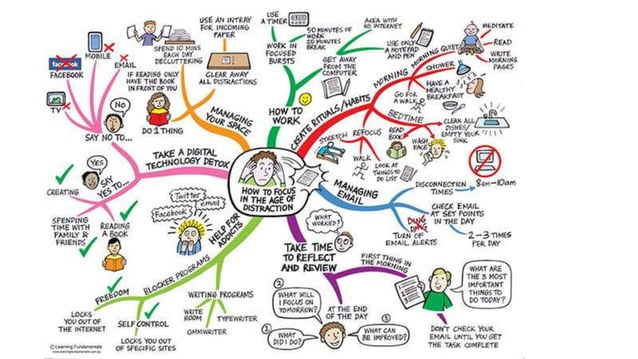 HOW TO FOCUS
IN THE AGE OF
DISTRACTION
USE AN INTRAY
FOR INCOMING
PAPER
SPEND 10 MINS
EACH DAY
DECLUTTERING
CLEAR AWAY
ALL DISTRACTIONS
IF READING ONLY
HAVE THE BOOK
IN FRONT OF YOU
DO 1 THING
MANAGING
YOUR SPACE
USE
A TIMER
50 MINUTES OF
WORK
BREAK
WORK IN
FOCUSED
BURSTS
GET AWAY
FROM THE
COMPUTER
AREA WITH
NO INTERNET
USE ONLY
A NOTEPAD
AND PEN
HOW TO
WORK
CREATE RITUALS/HABITS
MORNING
MORNING QUIET
MEDITATE
READ
WRITE
MORNING
PAGES
SHOWER
HAVE A
HEALTHY
BREAKFAST
GO FOR
A WALK
BEDTIME
CLEAN ALL
DISHES/
EMPTY YOUR
SINK
WASH
FACE
READ
BOOK
REFOCUS
STRETCH
WALK
LOOK AT
THINGS TO
DO LIST
MANAGING
EMAIL
DISCONNECTION
TIMES
8am-10am
CHECK EMAIL
AT SET POINTS
IN THE DAY
2-3 TIMES
PER DAY
DING
DING
TURN OF
EMAIL ALERTS
TAKE TIME
TO REFLECT
AND REVIEW
WHAT
WORKED?
FIRST THING IN
THE MORNING
WHAT ARE
THE 3 MOST
IMPORTANT
THINGS TO
DO TODAY?
DON'T CHECK YOUR
EMAIL UNTIL YOU GET
THE TASK COMPLETE
AT THE END
OF THE DAY
1
WHAT
DID I DO?
2
WHAT WILL
I FOCUS ON
TOMORROW?
3
WHAT CAN
BE IMPROVED?
HELP FOR
ADDICTS
Twitter
email
Facebook
BLOCKER PROGRAMS
FREEDOM
LOCKS
YOU OUT OF
THE INTERNET
SELF CONTROL
LOCKS YOU OUT
OF SPECIFIC SITES
WRITING PROGRAMS
WRITE
ROOM
TYPEWRITER
OMMWRITER
TAKE A DIGITAL
TECHNOLOGY DETOX
SAY NO TO...
No
facebook
FACEBOOK
MOBILE
EMAIL
TV
SAY
YES TO...
YES
CREATING
SPENDING
TIME WITH
FAMILY &
FRIENDS
READING
A BOOK
© Learning Fundamentals
www.learningfundamentals.com.au